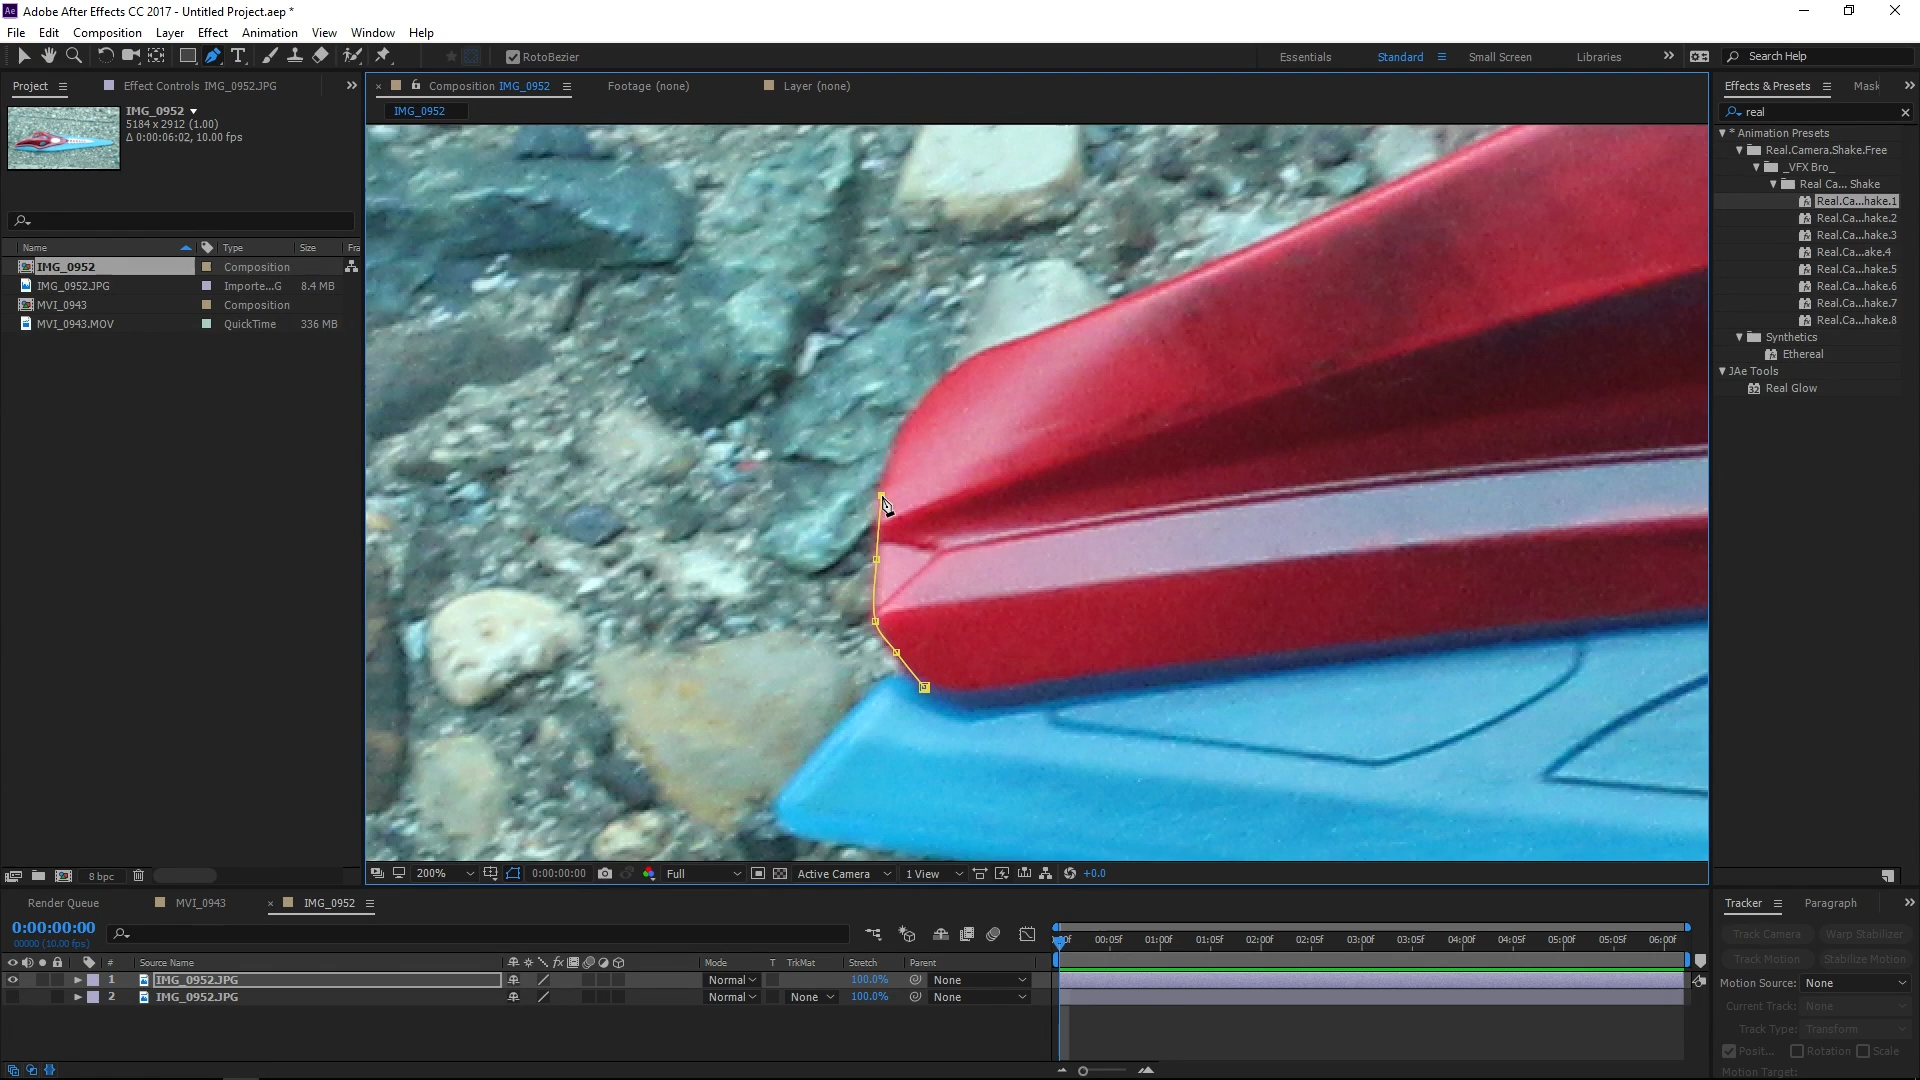 Ae Adobe After Effects CC 2017 - Untitled Project.aep *
File Edit Composition Layer Effect Animation View Window Help
T RotoBezier Essentials Standard Small Screen Libraries Search Help
Project Effect Controls IMG_0952.JPG Composition IMG_0952 Footage (none) Layer (none) Effects & Presets Mask
IMG_0952
5184 x 2912 (1.00)
Δ 0:00:06:02, 10.00 fps
IMG_0952
real
* Animation Presets
Real.Camera.Shake.Free
_VFX Bro_
Real Ca... Shake
Real.Ca...hake.1
Real.Ca...hake.2
Real.Ca...hake.3
Real.Ca...ake.4
Real.Ca...hake.5
Real.Ca...hake.6
Real.Ca...hake.7
Real.Ca...hake.8
Synthetics
Ethereal
JAe Tools
32 Real Glow
Name Type Size Fra
IMG_0952 Composition
IMG_0952.JPG Importe...G 8.4 MB
MVI_0943 Composition
MVI_0943.MOV QuickTime 336 MB
8 bpc
200% 0:00:00:00 Full Active Camera 1 View +0.0
Render Queue MVI_0943 × IMG_0952
0:00:00:00
00000 (10.00 fps)
00:05f 01:00f 01:05f 02:00f 02:05f 03:00f 03:05f 04:00f 04:05f 05:00f 05:05f 06:00f
# Source Name fx Mode T TrkMat Stretch Parent
1 IMG_0952.JPG Normal 100.0% None
2 IMG_0952.JPG Normal None 100.0% None
Tracker Paragraph
Track Camera Warp Stabilizer
Track Motion Stabilize Motion
Motion Source: None
Current Track: None
Track Type: Transform
Posit... Rotation Scale
Motion Target: